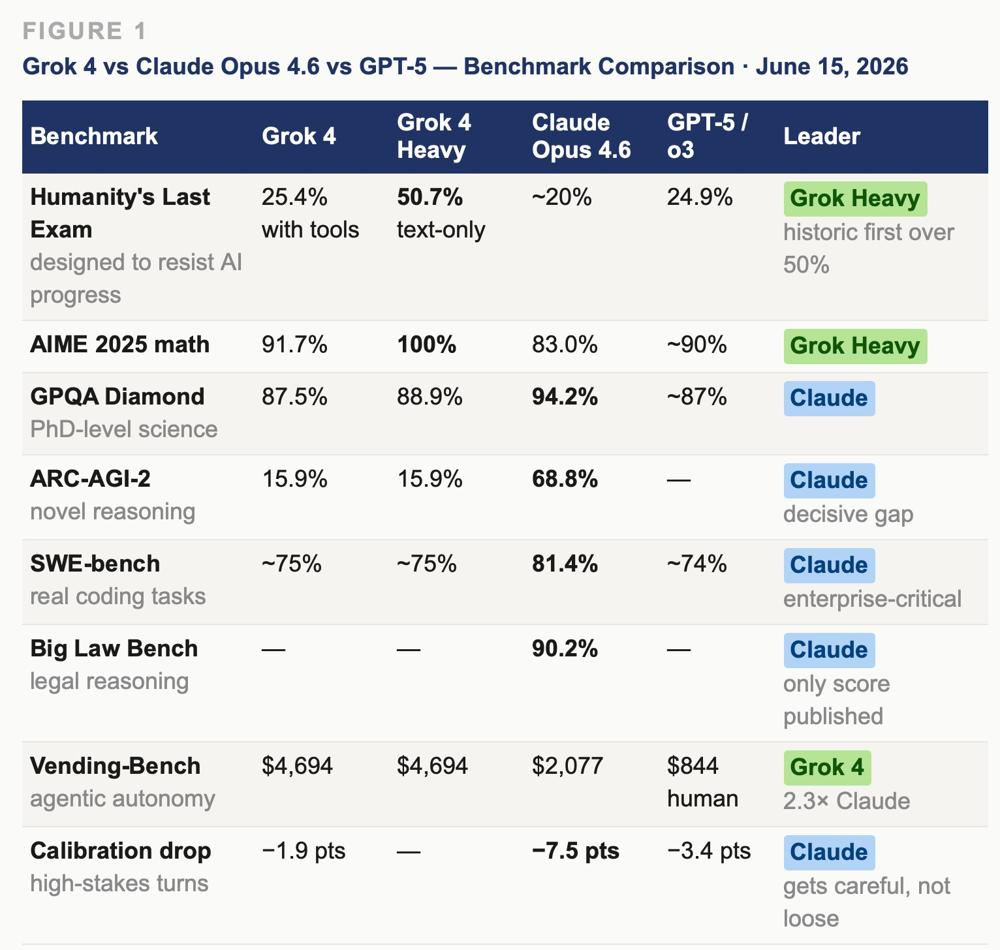 FIGURE 1
Grok 4 vs Claude Opus 4.6 vs GPT-5 — Benchmark Comparison · June 15, 2026
Benchmark
Grok 4
Grok 4
Heavy
Claude
Opus 4.6
GPT-5 /
o3
Leader
Humanity's Last
Exam
designed to resist AI
progress
25.4%
with tools
50.7%
text-only
~20%
24.9%
Grok Heavy
historic first over
50%
AIME 2025 math
91.7%
100%
83.0%
~90%
Grok Heavy
GPQA Diamond
PhD-level science
87.5%
88.9%
94.2%
~87%
Claude
ARC-AGI-2
novel reasoning
15.9%
15.9%
68.8%
—
Claude
decisive gap
SWE-bench
real coding tasks
~75%
~75%
81.4%
~74%
Claude
enterprise-critical
Big Law Bench
legal reasoning
—
—
90.2%
—
Claude
only score
published
Vending-Bench
agentic autonomy
$4,694
$4,694
$2,077
$844
human
Grok 4
2.3× Claude
Calibration drop
high-stakes turns
−1.9 pts
—
−7.5 pts
−3.4 pts
Claude
gets careful, not
loose